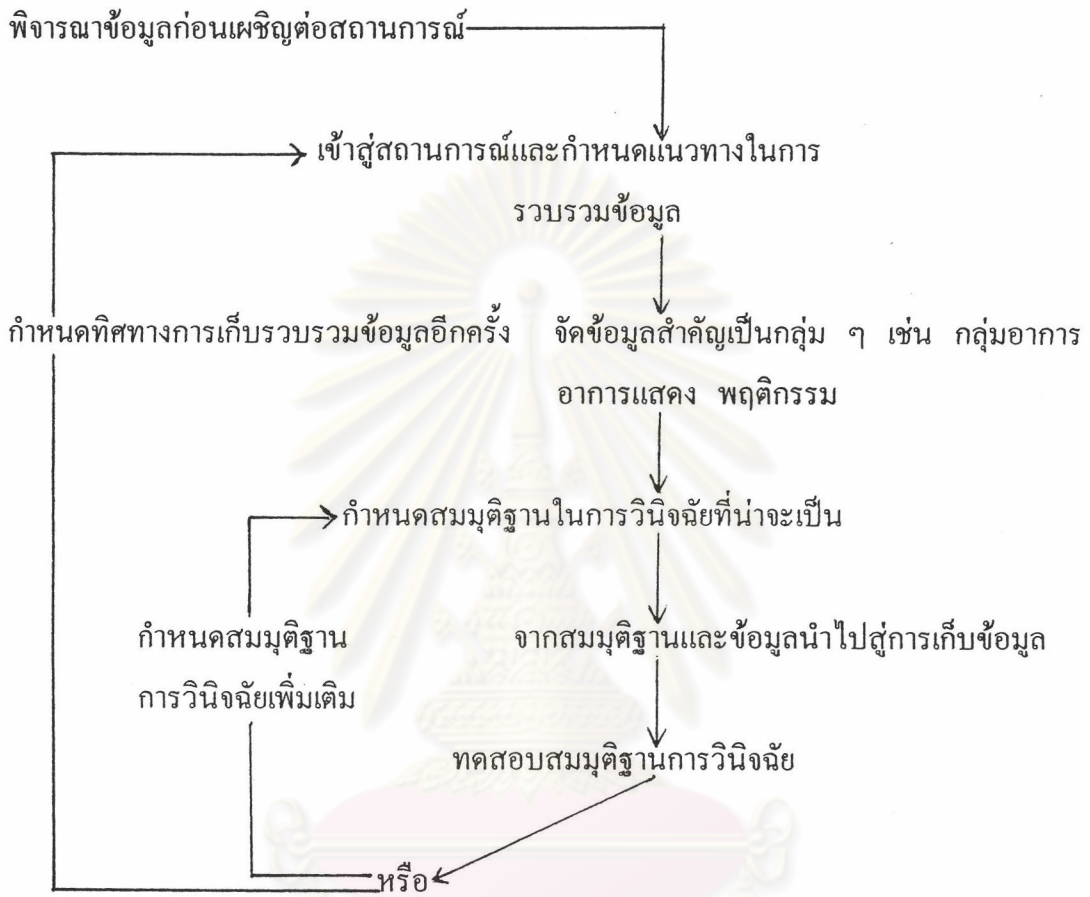 พิจารณาข้อมูลก่อนเผชิญต่อสถานการณ์
เข้าสู่สถานการณ์และกำหนดแนวทางในการ
รวบรวมข้อมูล
กำหนดทิศทางการเก็บรวบรวมข้อมูลอีกครั้ง
จัดข้อมูลสำคัญเป็นกลุ่ม ๆ เช่น กลุ่มอาการ
อาการแสดง พฤติกรรม
กำหนดสมมุติฐานในการวินิจฉัยที่น่าจะเป็น
กำหนดสมมุติฐาน
การวินิจฉัยเพิ่มเติม
จากสมมุติฐานและข้อมูลนำไปสู่การเก็บข้อมูล
ทดสอบสมมุติฐานการวินิจฉัย
หรือ